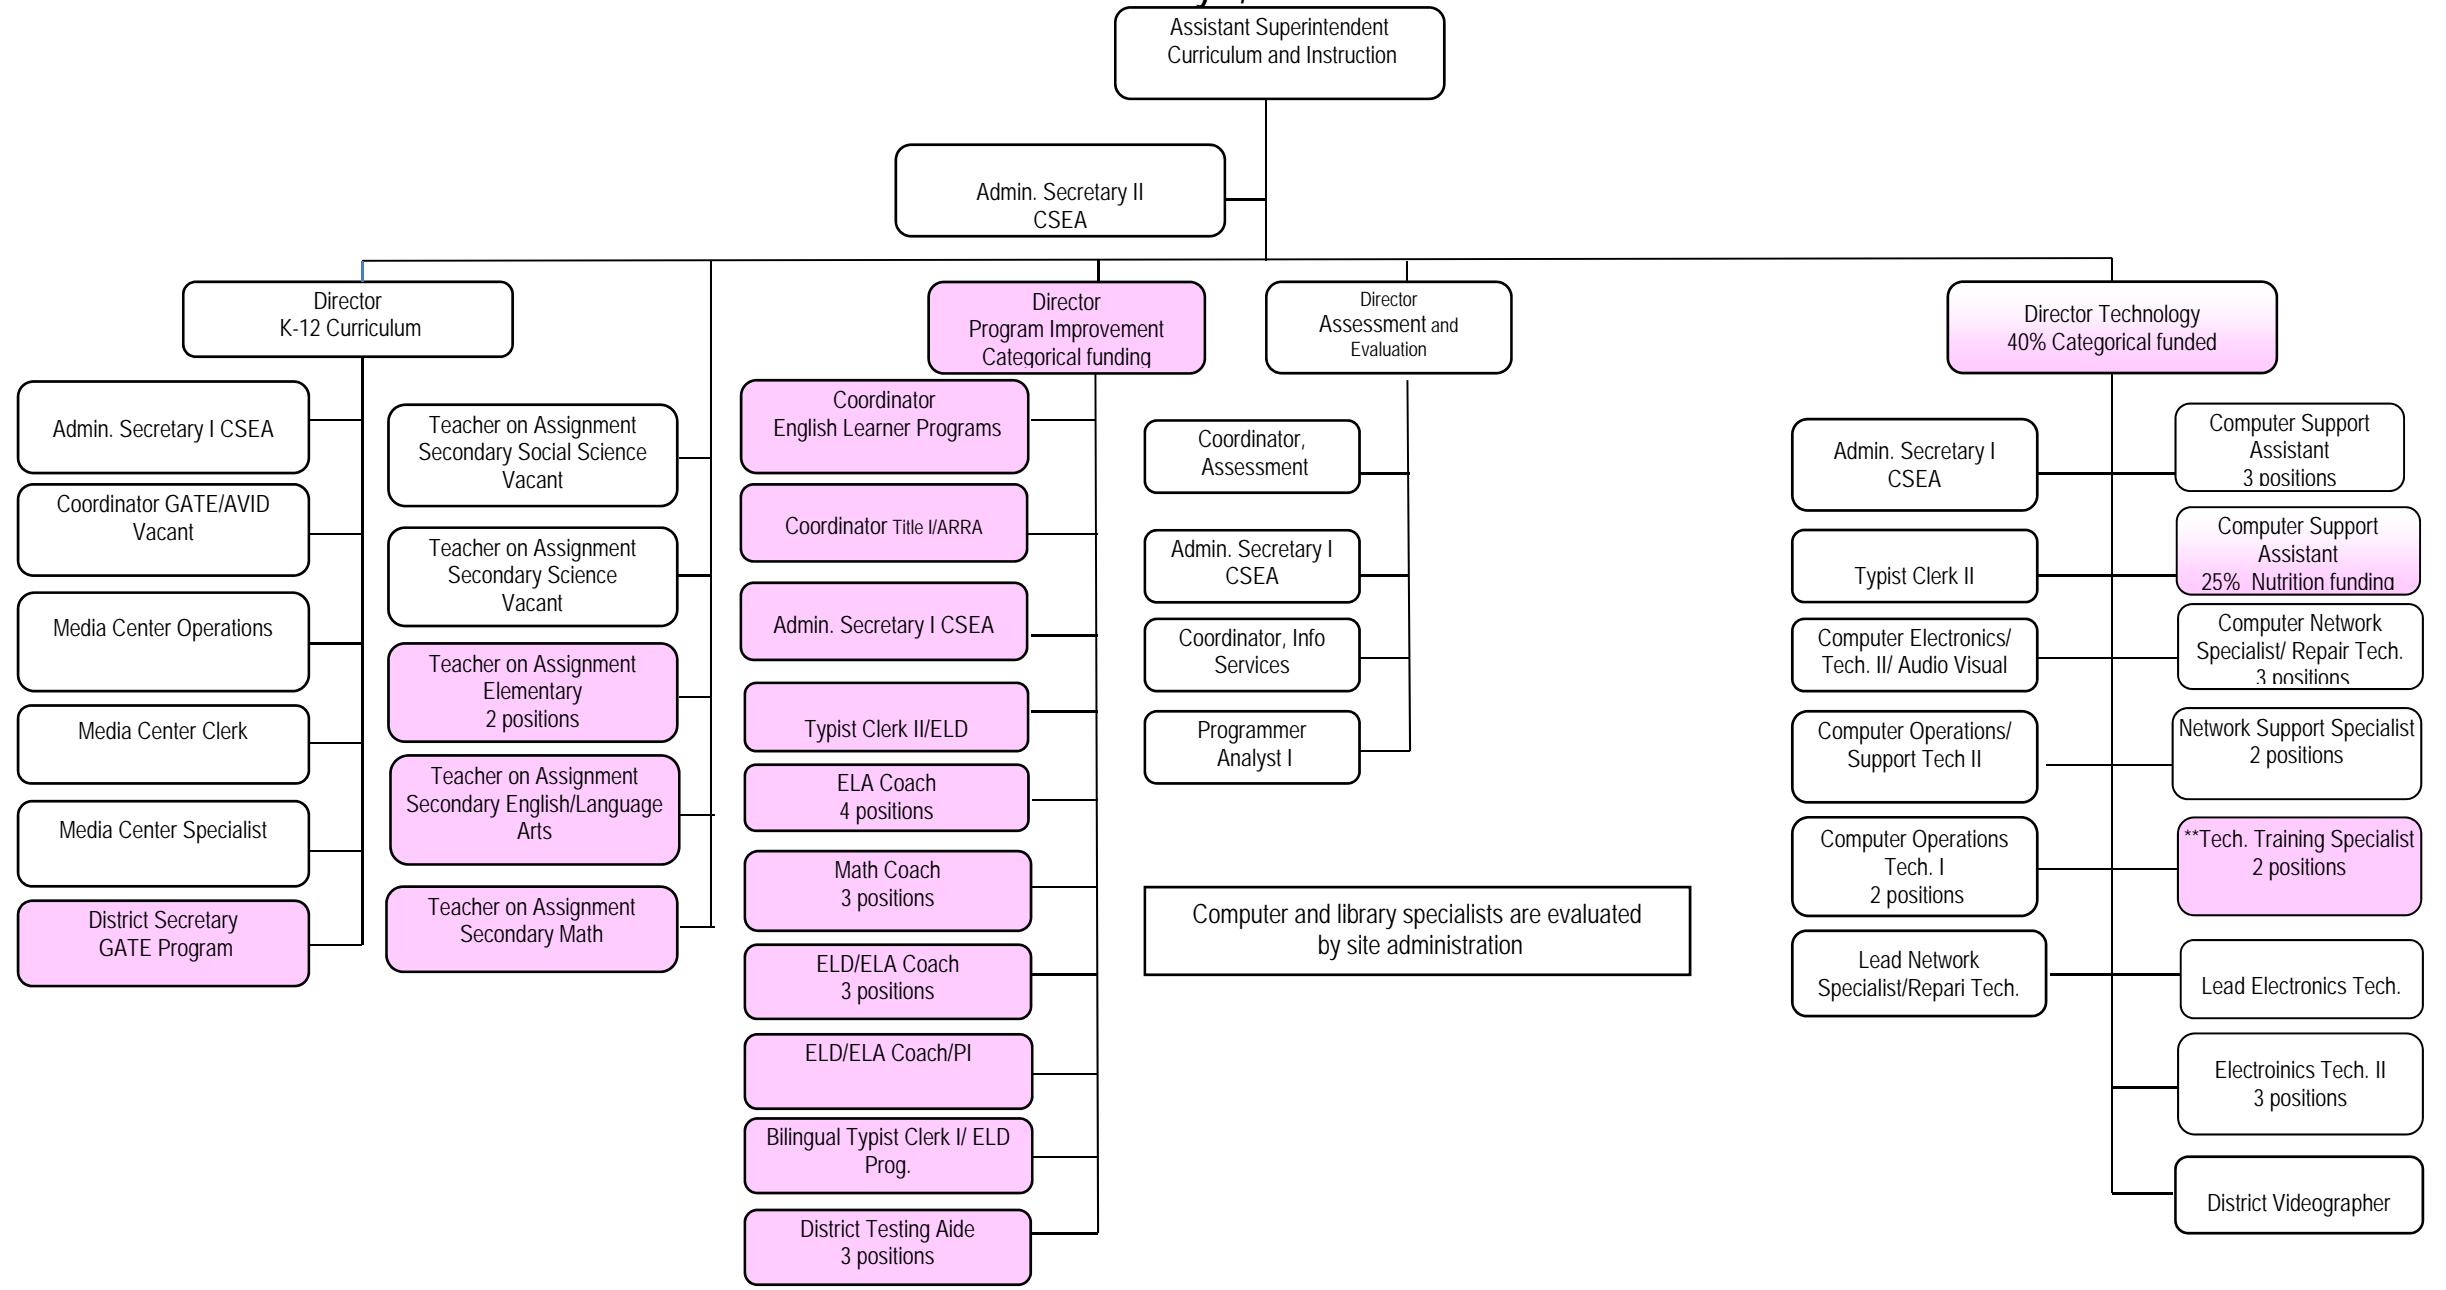 Assistant Superintendent
Curriculum and Instruction
Admin. Secretary II
CSEA
Director
K-12 Curriculum
Admin. Secretary I CSEA
Coordinator GATE/AVID
Vacant
Media Center Operations
Media Center Clerk
Media Center Specialist
District Secretary
GATE Program
Teacher on Assignment
Secondary Social Science
Vacant
Teacher on Assignment
Secondary Science
Vacant
Teacher on Assignment
Elementary
2 positions
Teacher on Assignment
Secondary English/Language
Arts
Teacher on Assignment
Secondary Math
Director
Program Improvement
Categorical funding
Coordinator
English Learner Programs
Coordinator Title I/ARRA
Admin. Secretary I CSEA
Typist Clerk II/ELD
ELA Coach
4 positions
Math Coach
3 positions
ELD/ELA Coach
3 positions
ELD/ELA Coach/PI
Bilingual Typist Clerk I/ ELD
Prog.
District Testing Aide
3 positions
Director
Assessment and
Evaluation
Coordinator,
Assessment
Admin. Secretary I
CSEA
Coordinator, Info
Services
Programmer
Analyst I
Computer and library specialists are evaluated
by site administration
Director Technology
40% Categorical funded
Admin. Secretary I
CSEA
Typist Clerk II
Computer Electronics/
Tech. II/ Audio Visual
Computer Operations/
Support Tech II
Computer Operations
Tech. I
2 positions
Lead Network
Specialist/Repari Tech.
Computer Support
Assistant
3 positions
Computer Support
Assistant
25% Nutrition funding
Computer Network
Specialist/ Repair Tech.
3 positions
Network Support Specialist
2 positions
**Tech. Training Specialist
2 positions
Lead Electronics Tech.
Electroinics Tech. II
3 positions
District Videographer